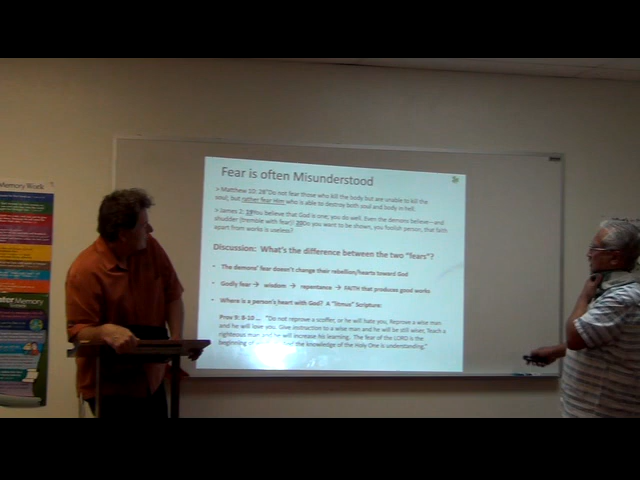 Memory Work
Memory
Fear is often Misunderstood
> Matthew 10: 28"Do not fear those who kill the body but are unable to kill the
soul, but rather fear Him who is able to destroy both soul and body in hell.
> James 2: 19You believe that God is one; you do well. Even the demons believe—and
shudder (tremble with fear)! 20Do you want to be shown, you foolish person, that faith
apart from works is useless?
Discussion: What's the difference between the two "fears"?
• The demons' fear doesn't change their rebellion/hearts toward God
• Godly fear → wisdom → repentance → FAITH that produces good works
• Where is a person's heart with God? A "litmus" Scripture:
Prov 9: 8-10 ... "Do not reprove a scoffer, or he will hate you, Reprove a wise man
and he will love you. Give instruction to a wise man and he will be still wiser, Teach a
righteous man and he will increase his learning. The fear of the LORD is the
beginning of and the knowledge of the Holy One is understanding."